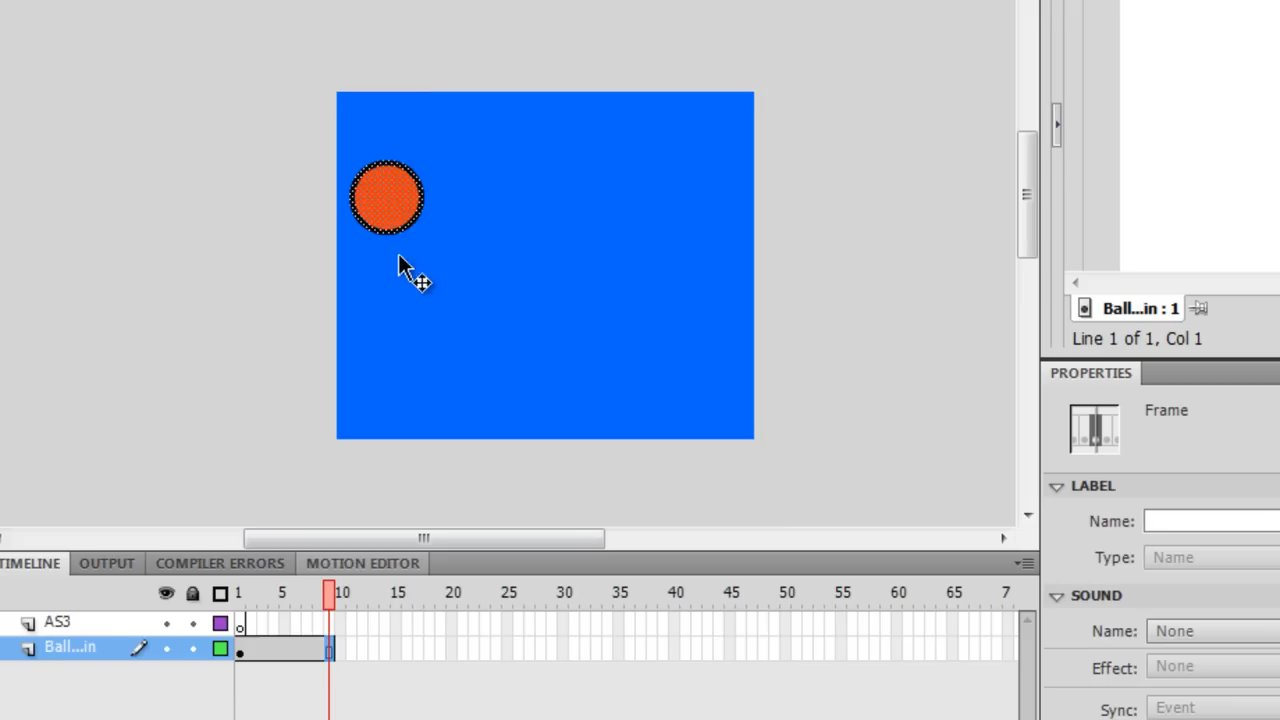 Ball...in : 1
Line 1 of 1, Col 1
PROPERTIES
Frame
LABEL
Name:
Type: Name
SOUND
Name: None
Effect: None
Sync: Event
TIMELINE OUTPUT COMPILER ERRORS MOTION EDITOR
1 5 10 15 20 25 30 35 40 45 50 55 60 65 7
AS3
Ball...in